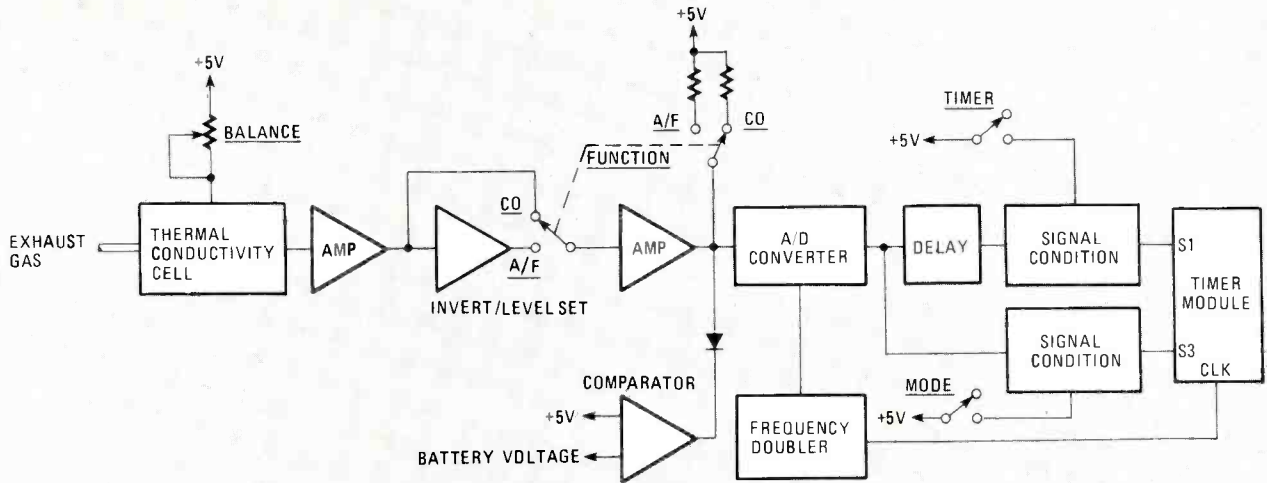 +5V
+5V
BALANCE
A/F
CO
TIMER
+5V
FUNCTION
CO
EXHAUST
GAS
THERMAL
CONDUCTIVITY
CELL
AMP
A/F
INVERT/LEVEL SET
AMP
A/D
CONVERTER
DELAY
SIGNAL
CONDITION
S1
TIMER
MODULE
S3
CLK
SIGNAL
CONDITION
COMPARATOR
+5V
BATTERY VOLTAGE
FREQUENCY
DOUBLER
MODE
+5V